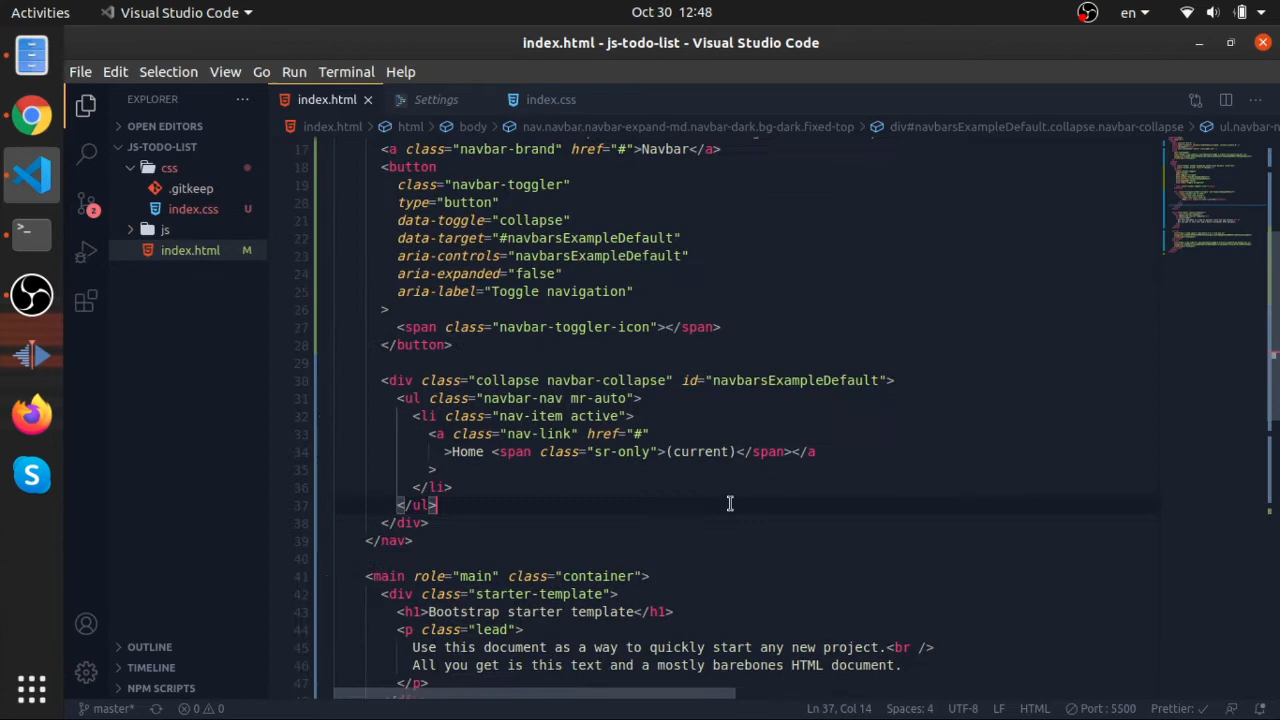 Activities
Visual Studio Code
Oct 30 12:48
en
index.html - js-todo-list - Visual Studio Code
File Edit Selection View Go Run Terminal Help
EXPLORER
index.html
Settings
index.css
OPEN EDITORS
index.html > html > body > nav.navbar.navbar-expand-md.navbar-dark.bg-dark.fixed-top > div#navbarsExampleDefault.collapse.navbar-collapse > ul.navbar-n
JS-TODO-LIST
css
.gitkeep
index.css U
js
index.html M
2
17 <a class="navbar-brand" href="#">Navbar</a>
18 <button
19 class="navbar-toggler"
20 type="button"
21 data-toggle="collapse"
22 data-target="#navbarsExampleDefault"
23 aria-controls="navbarsExampleDefault"
24 aria-expanded="false"
25 aria-label="Toggle navigation"
26 >
27 <span class="navbar-toggler-icon"></span>
28 </button>
29
30 <div class="collapse navbar-collapse" id="navbarsExampleDefault">
31 <ul class="navbar-nav mr-auto">
32 <li class="nav-item active">
33 <a class="nav-link" href="#"
34 >Home <span class="sr-only">(current)</span></a
35 >
36 </li>
37 </ul>
38 </div>
39 </nav>
40
41 <main role="main" class="container">
42 <div class="starter-template">
43 <h1>Bootstrap starter template</h1>
44 <p class="lead">
45 Use this document as a way to quickly start any new project.<br />
46 All you get is this text and a mostly barebones HTML document.
47 </p>
OUTLINE
TIMELINE
NPM SCRIPTS
master*
0 0
Ln 37, Col 14
Spaces: 4
UTF-8
LF
HTML
Port : 5500
Prettier: ✓